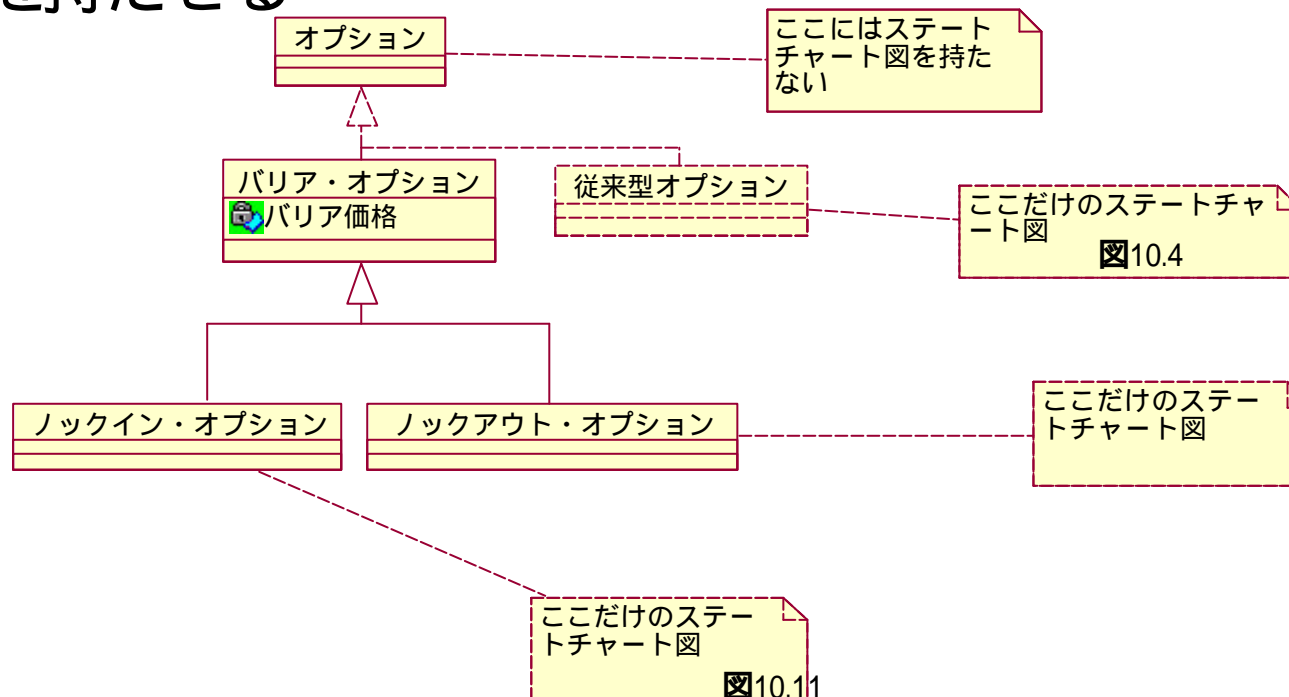 を持たせる
オプション
ここにはステート
チャート図を持た
ない
バリア・オプション
バリア価格
従来型オプション
ここだけのステートチャ
ート図
図10.4
ノックイン・オプション
ノックアウト・オプション
ここだけのステー
トチャート図
ここだけのステー
トチャート図
図10.11